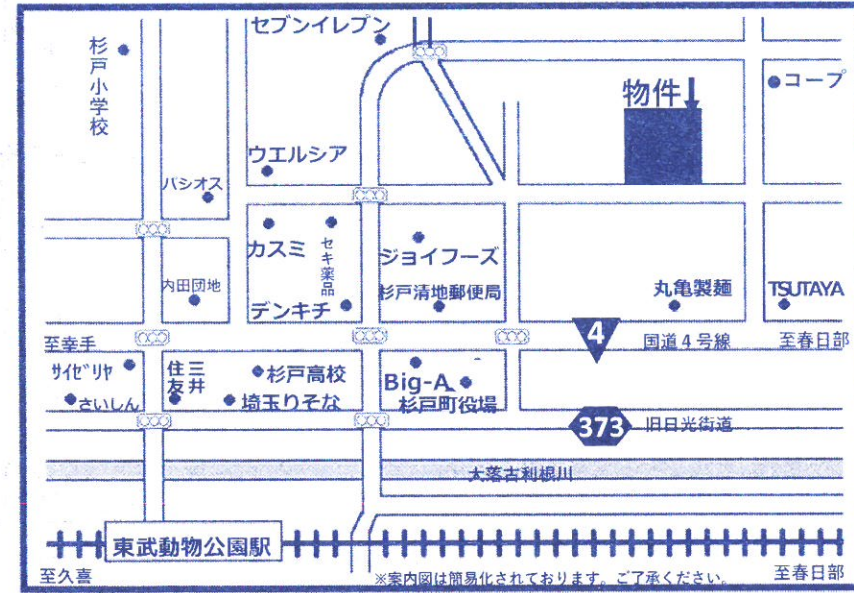 セブンイレブン
杉戸小学校
コープ
物件
ウエルシア
パシオス
カスミ
セキ薬品
ジョイフーズ
内田団地
デンキチ
杉戸清地郵便局
丸亀製麺
TSUTAYA
至幸手
4
国道4号線
至春日部
サイゼリヤ
三井
住友
杉戸高校
Big-A
さいしん
埼玉りそな
杉戸町役場
373
旧日光街道
大落古利根川
東武動物公園駅
至久喜
※案内図は簡易化されております。ご了承ください。
至春日部